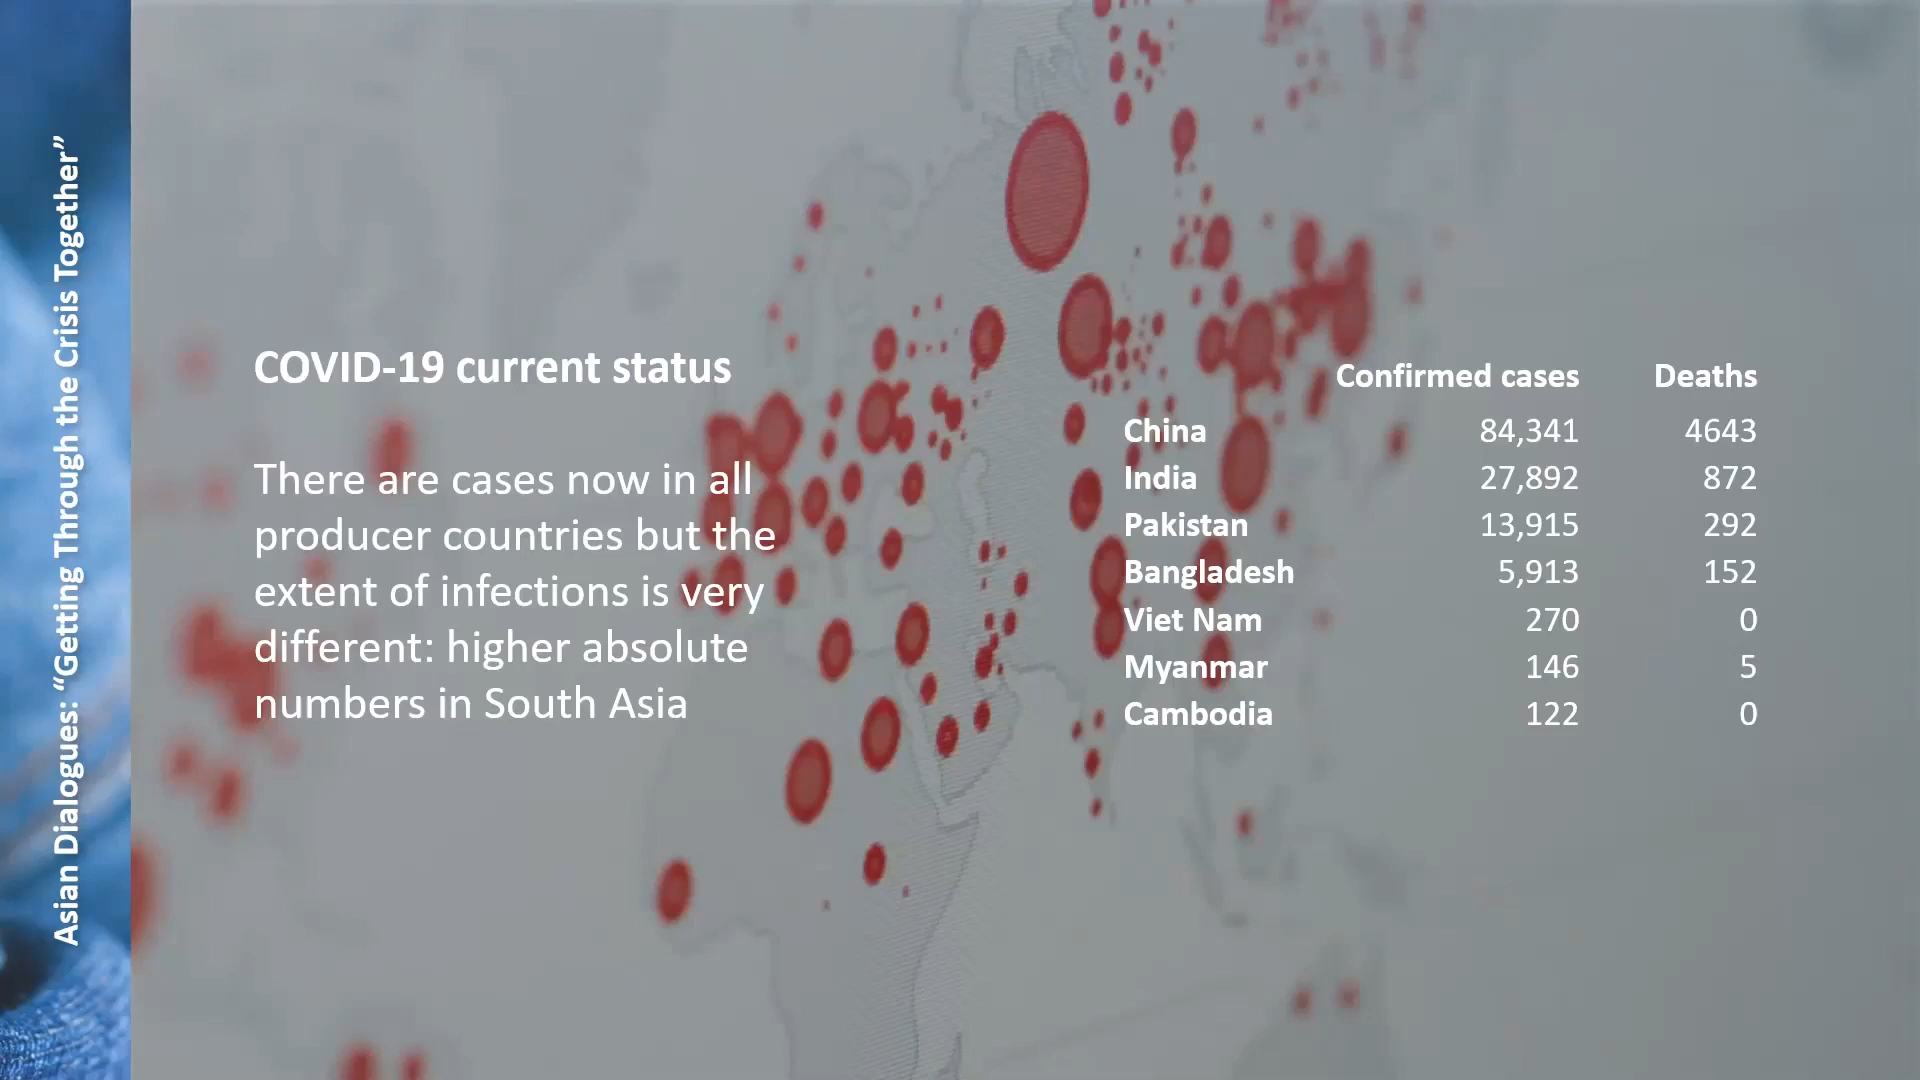 Asian Dialogues: “Getting Through the Crisis Together”
COVID-19 current status
There are cases now in all
producer countries but the
extent of infections is very
different: higher absolute
numbers in South Asia
Confirmed cases Deaths
China 84,341 4643
India 27,892 872
Pakistan 13,915 292
Bangladesh 5,913 152
Viet Nam 270 0
Myanmar 146 5
Cambodia 122 0